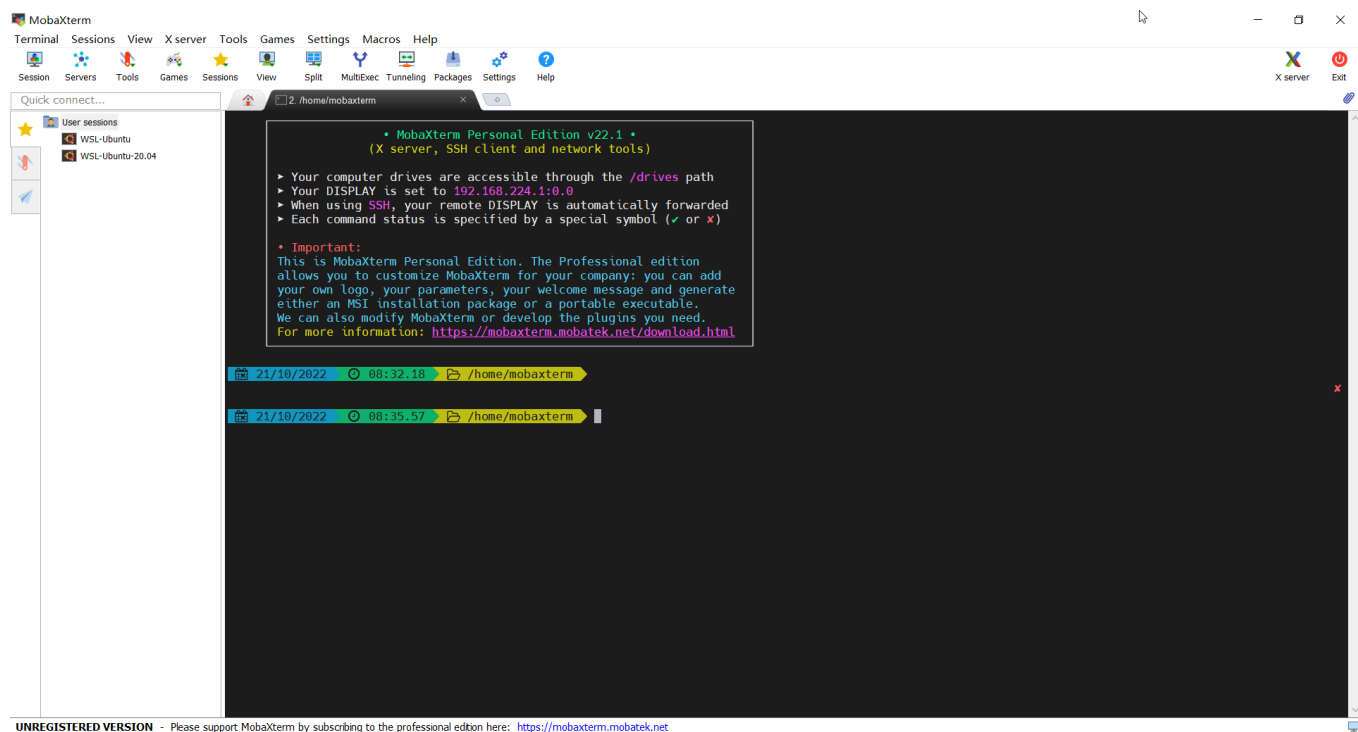 MobaXterm
Terminal Sessions View X server Tools Games Settings Macros Help
Session Servers Tools Games Sessions View Split MultiExec Tunneling Packages Settings Help X server Exit
Quick connect...
2. /home/mobaxterm
User sessions
WSL-Ubuntu
WSL-Ubuntu-20.04
• MobaXterm Personal Edition v22.1 •
(X server, SSH client and network tools)
► Your computer drives are accessible through the /drives path
► Your DISPLAY is set to 192.168.224.1:0.0
► When using SSH, your remote DISPLAY is automatically forwarded
► Each command status is specified by a special symbol (✔ or ✘)
• Important:
This is MobaXterm Personal Edition. The Professional edition
allows you to customize MobaXterm for your company: you can add
your own logo, your parameters, your welcome message and generate
either an MSI installation package or a portable executable.
We can also modify MobaXterm or develop the plugins you need.
For more information: https://mobaxterm.mobatek.net/download.html
21/10/2022 08:32.18 /home/mobaxterm
✘
21/10/2022 08:35.57 /home/mobaxterm
UNREGISTERED VERSION - Please support MobaXterm by subscribing to the professional edition here: https://mobaxterm.mobatek.net